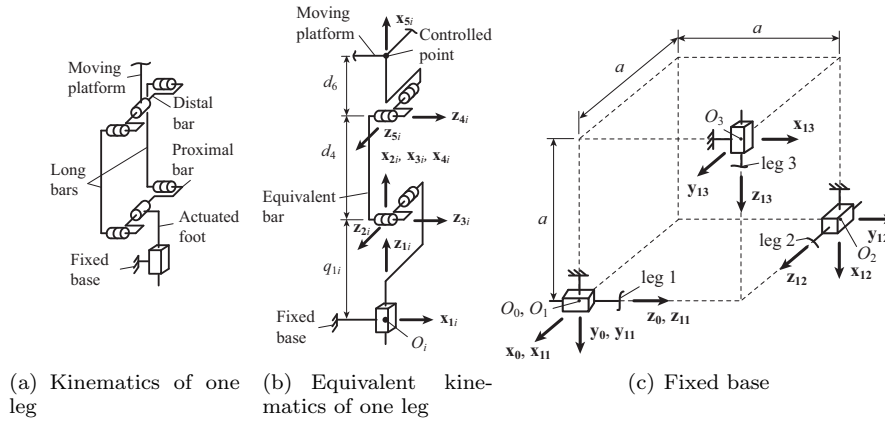 Moving
platform
Distal
bar
Long
bars
Proximal
bar
Actuated
foot
Fixed
base
(a) Kinematics of one
leg
x5i
Moving
platform
Controlled
point
d6
z4i
z5i
d4
x2i, x3i, x4i
Equivalent
bar
z3i
z2i
z1i
q1i
Fixed
base
x1i
Oi
(b) Equivalent kine-
matics of one leg
a
a
a
O3
x13
leg 3
y13
z13
y12
leg 2
O2
z12
x12
leg 1
O0, O1
z0, z11
y0, y11
x0, x11
(c) Fixed base